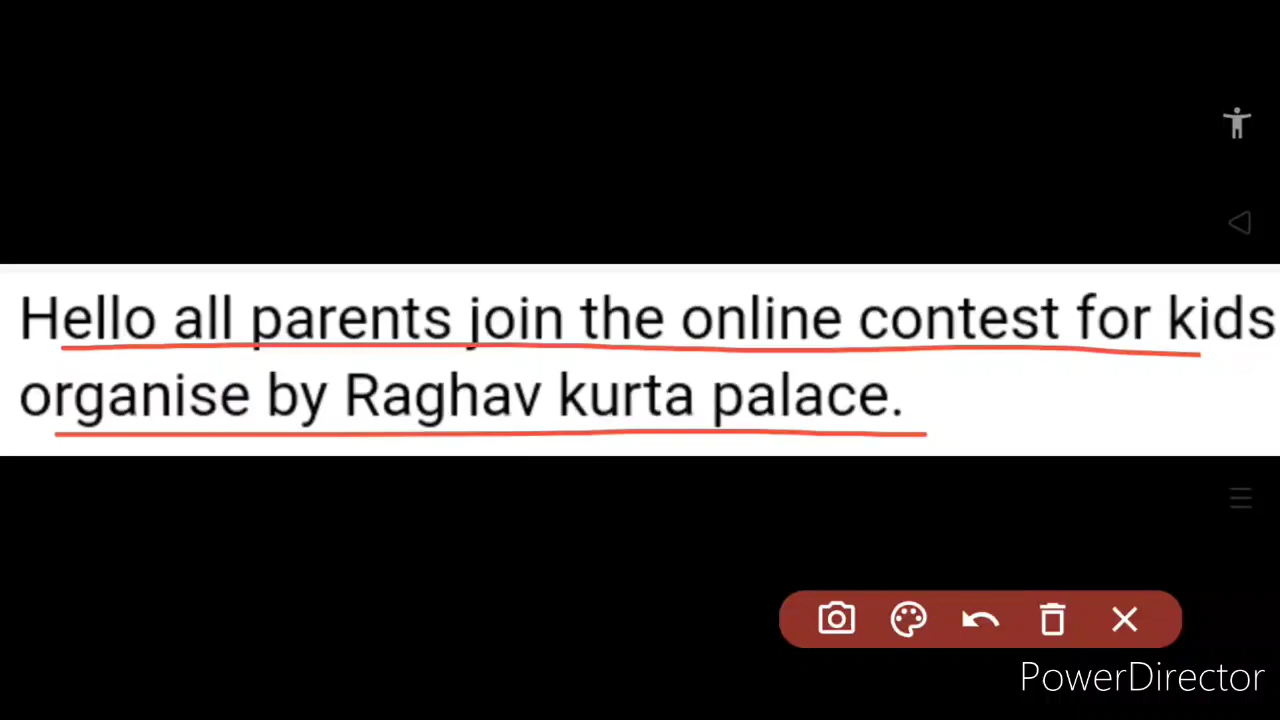 Hello all parents join the online contest for kids
organise by Raghav kurta palace.
PowerDirector